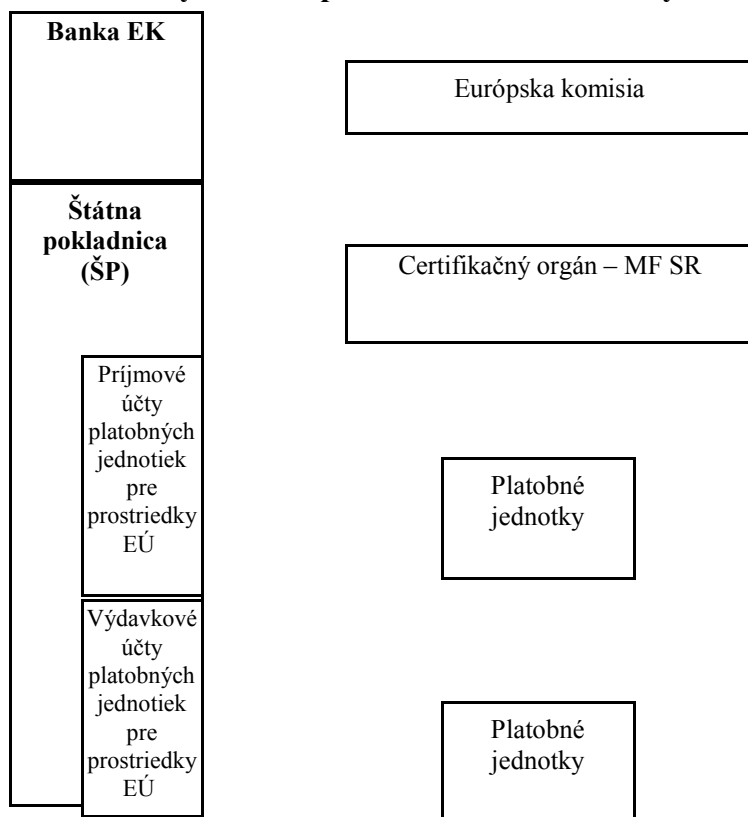 Banka EK
Európska komisia
Štátna
pokladnica
(ŠP)
Certifikačný orgán – MF SR
Príjmové
účty
platobných
jednotiek
pre
prostriedky
EÚ
Platobné
jednotky
Výdavkové
účty
platobných
jednotiek
pre
prostriedky
EÚ
Platobné
jednotky